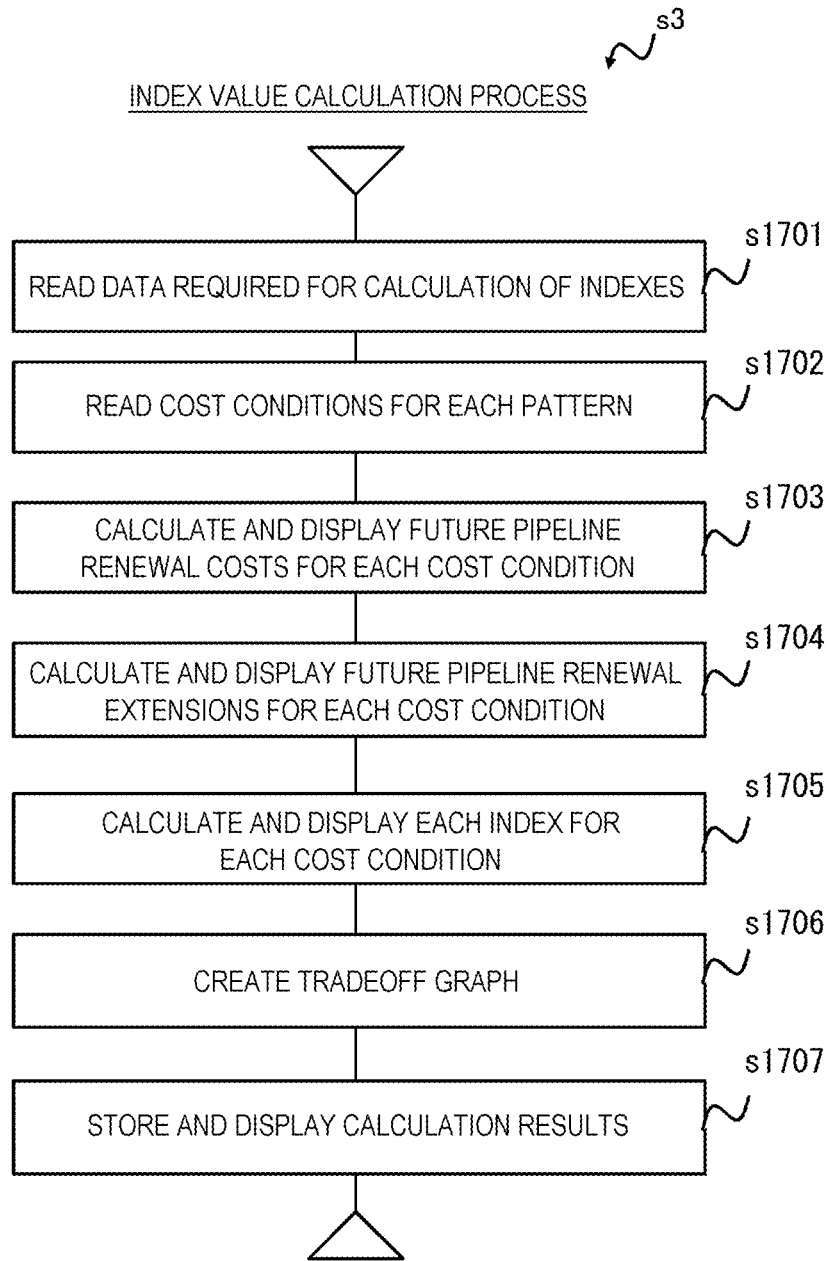 s3
INDEX VALUE CALCULATION PROCESS
s1701
READ DATA REQUIRED FOR CALCULATION OF INDEXES
s1702
READ COST CONDITIONS FOR EACH PATTERN
s1703
CALCULATE AND DISPLAY FUTURE PIPELINE
RENEWAL COSTS FOR EACH COST CONDITION
s1704
CALCULATE AND DISPLAY FUTURE PIPELINE RENEWAL
EXTENSIONS FOR EACH COST CONDITION
s1705
CALCULATE AND DISPLAY EACH INDEX FOR
EACH COST CONDITION
s1706
CREATE TRADEOFF GRAPH
s1707
STORE AND DISPLAY CALCULATION RESULTS